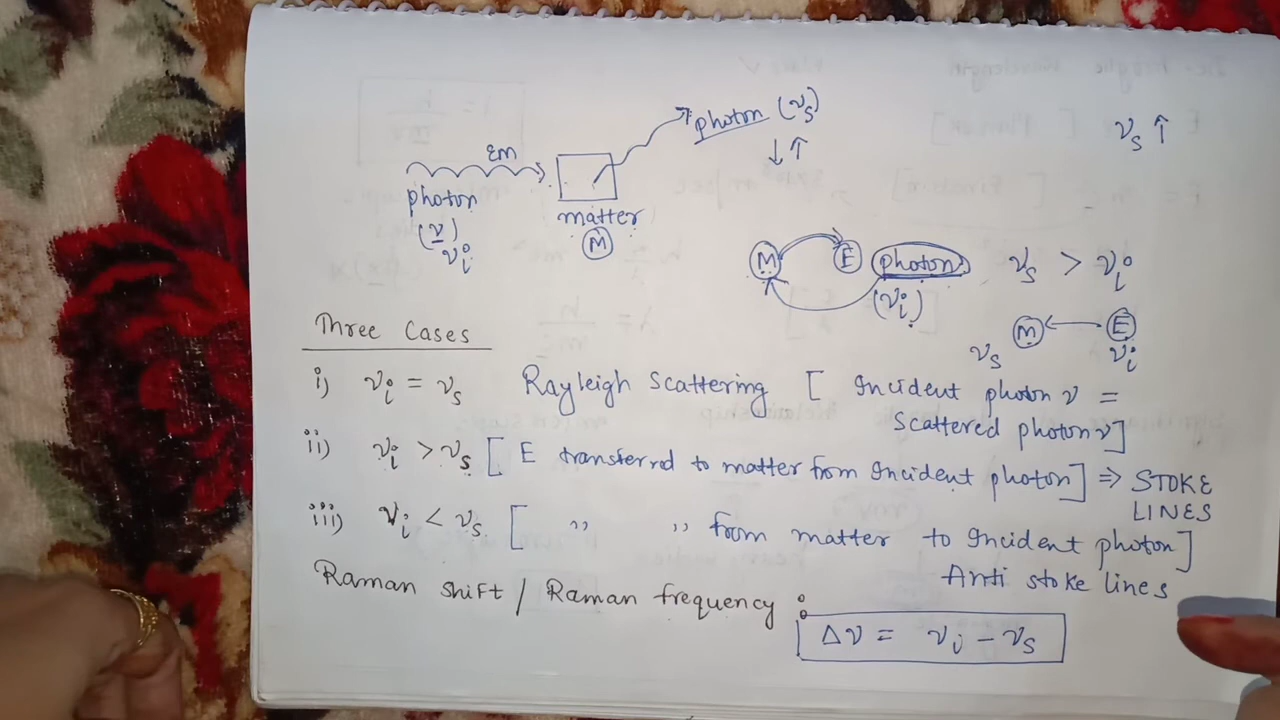 EM
photon (νs)
↓↑
νs ↑
photon
(ν)
νi
matter
M
M E photon νs > νi
(νi)
M ← E
νs νi
Three Cases
i) νi = νs Rayleigh Scattering [ Incident photon ν =
Scattered photon ν]
ii) νi > νs [ E transferrd to matter from Incident photon] ⇒ STOKE
LINES
iii) νi < νs [ ,, ,, from matter to Incident photon]
Anti stoke lines
Raman shift / Raman frequency :
Δν = νi - νs